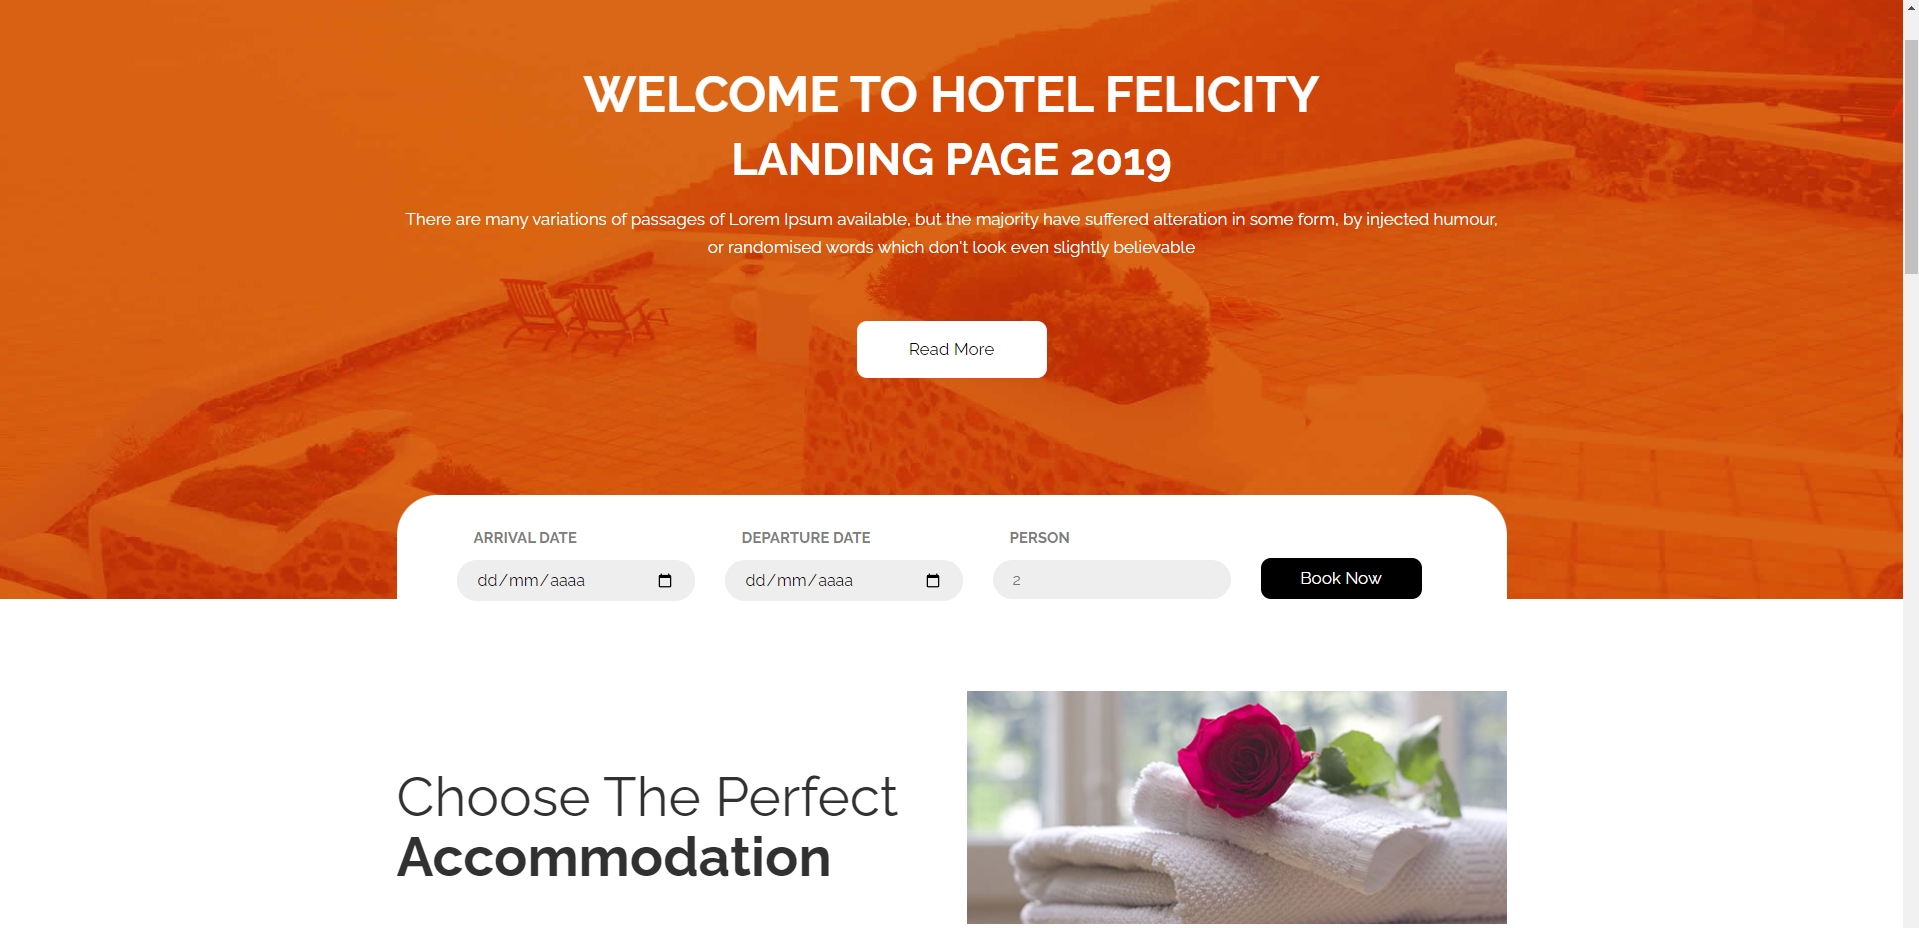 WELCOME TO HOTEL FELICITY
LANDING PAGE 2019
There are many variations of passages of Lorem Ipsum available, but the majority have suffered alteration in some form, by injected humour,
or randomised words which don't look even slightly believable
Read More
ARRIVAL DATE
DEPARTURE DATE
PERSON
dd/mm/aaaa
dd/mm/aaaa
2
Book Now
Choose The Perfect
Accommodation